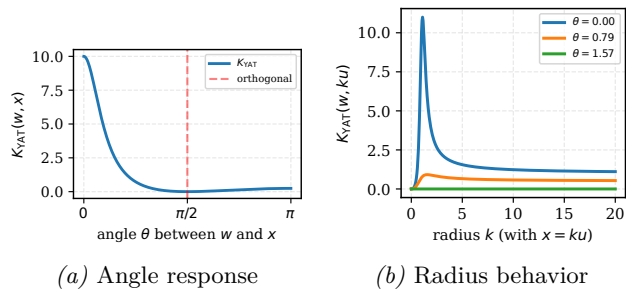 10.0
7.5
5.0
2.5
0.0
K_YAT(w, x)
K_YAT
orthogonal
0
π/2
π
angle θ between w and x
(a) Angle response
10.0
7.5
5.0
2.5
0.0
K_YAT(w, ku)
θ = 0.00
θ = 0.79
θ = 1.57
0
5
10
15
20
radius k (with x = ku)
(b) Radius behavior